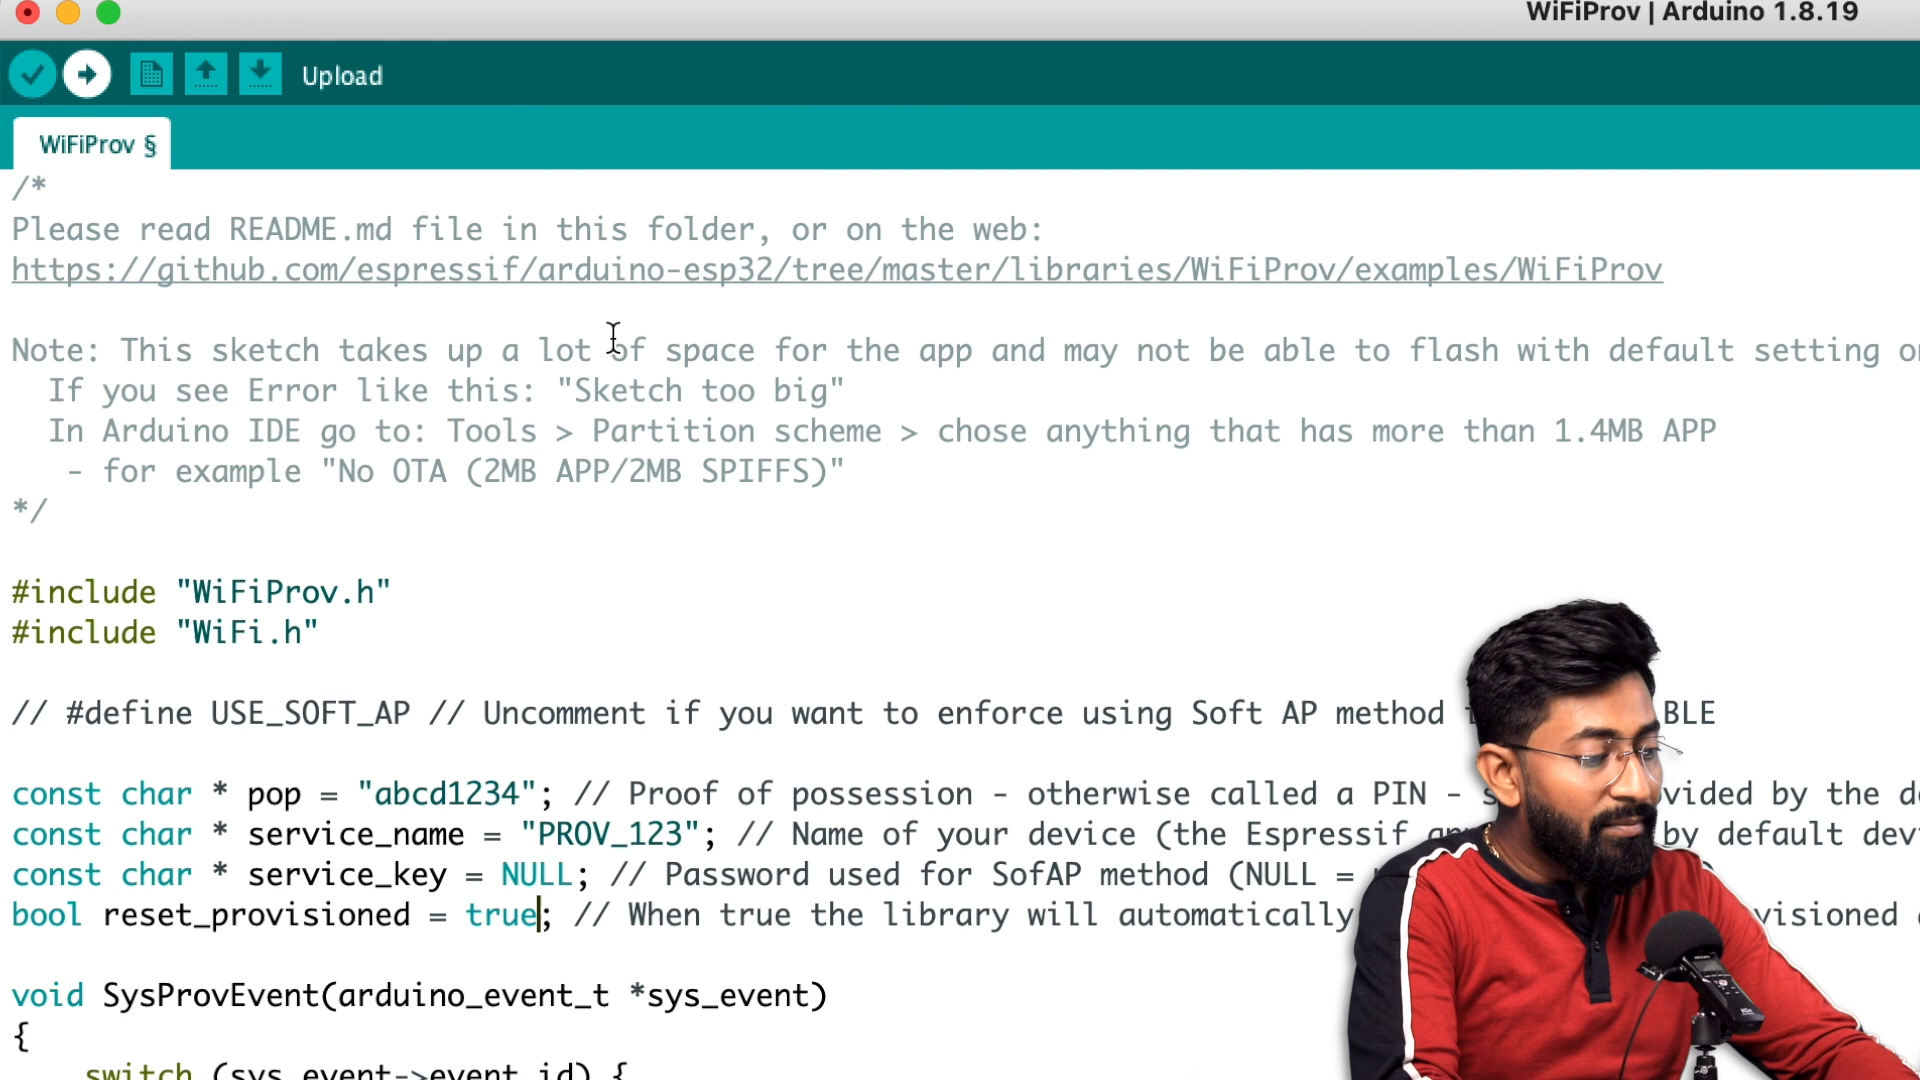 WiFiProv | Arduino 1.8.19
Upload
WiFiProv §
/*
Please read README.md file in this folder, or on the web:
https://github.com/espressif/arduino-esp32/tree/master/libraries/WiFiProv/examples/WiFiProv
Note: This sketch takes up a lot of space for the app and may not be able to flash with default setting
If you see Error like this: "Sketch too big"
In Arduino IDE go to: Tools > Partition scheme > chose anything that has more than 1.4MB APP
- for example "No OTA (2MB APP/2MB SPIFFS)"
*/
#include "WiFiProv.h"
#include "WiFi.h"
// #define USE_SOFT_AP // Uncomment if you want to enforce using Soft AP method BLE
const char * pop = "abcd1234"; // Proof of possession - otherwise called a PIN - by the
const char * service_name = "PROV_123"; // Name of your device (the Espressif by default
const char * service_key = NULL; // Password used for SofAP method (NULL =
bool reset_provisioned = true; // When true the library will automatically
void SysProvEvent(arduino_event_t *sys_event)
{
switch (sys_event->event_id) {